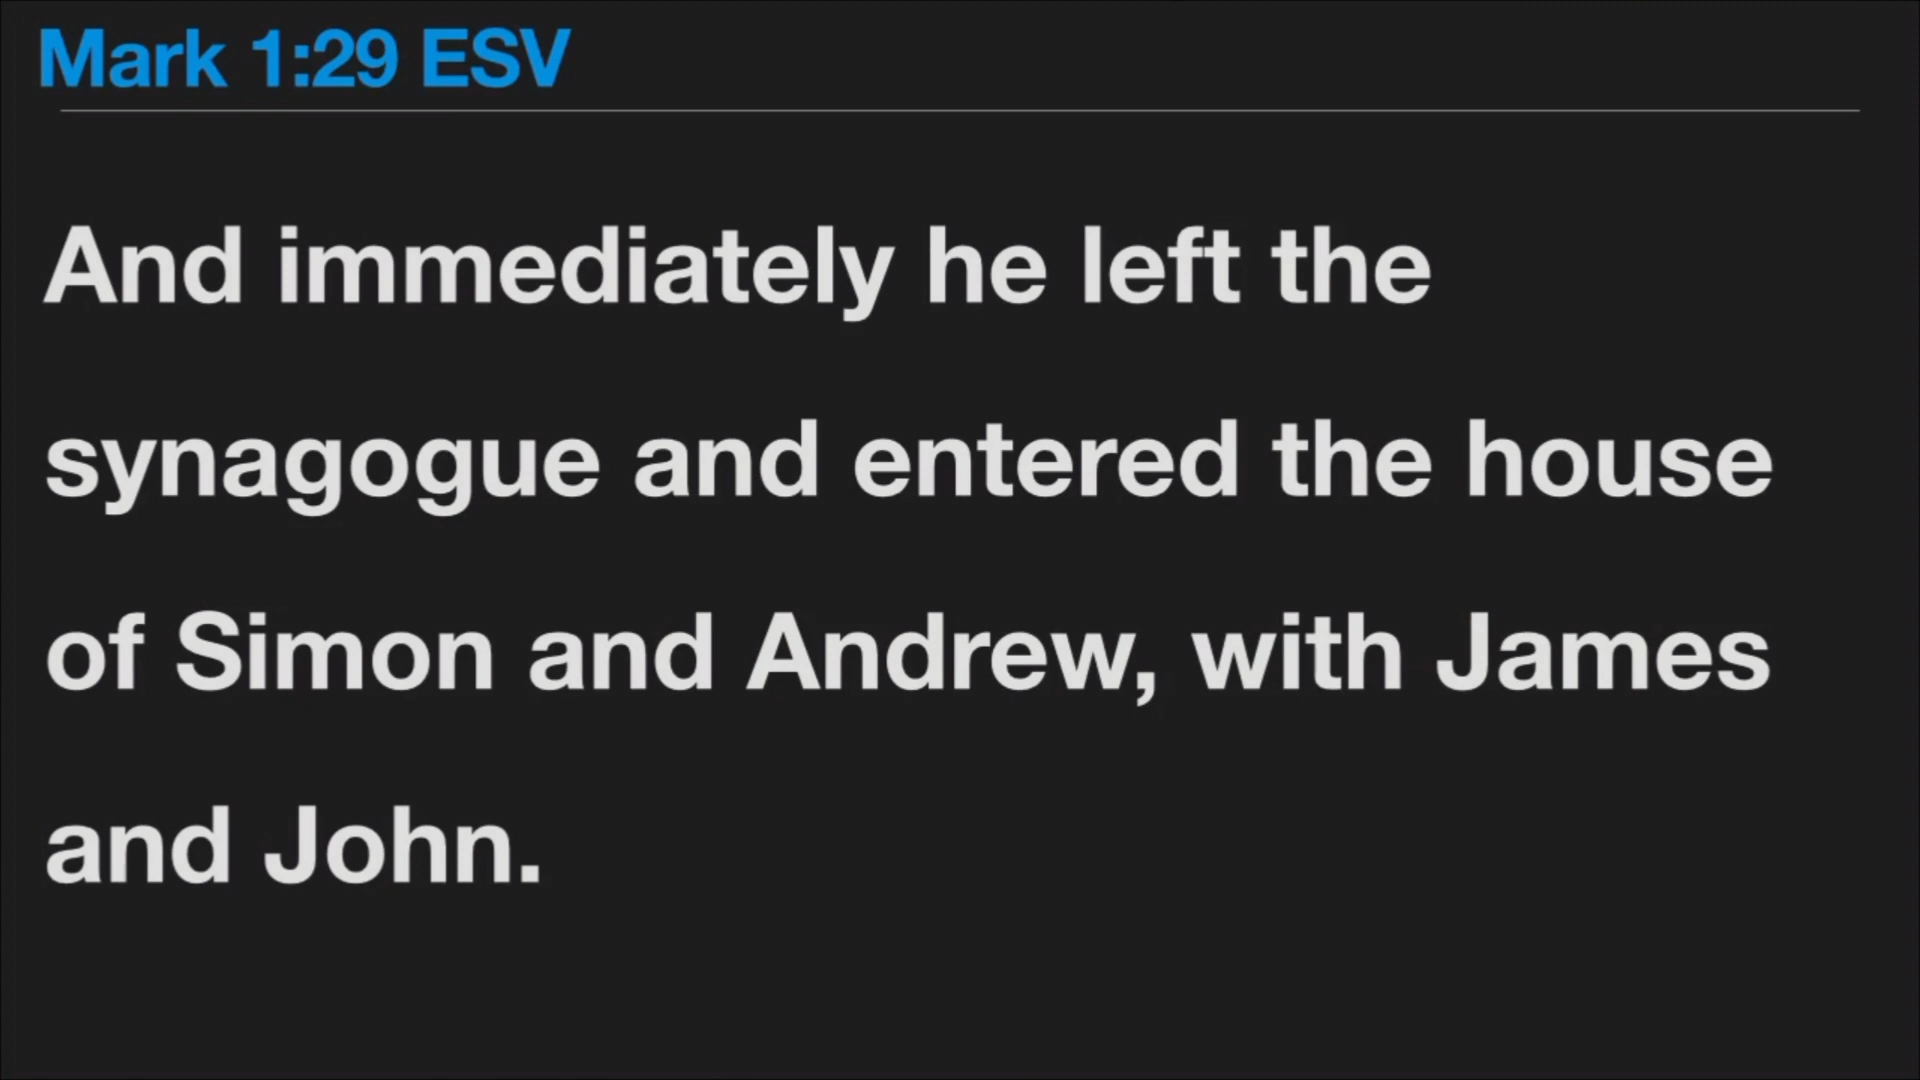 Mark 1:29 ESV
And immediately he left the
synagogue and entered the house
of Simon and Andrew, with James
and John.